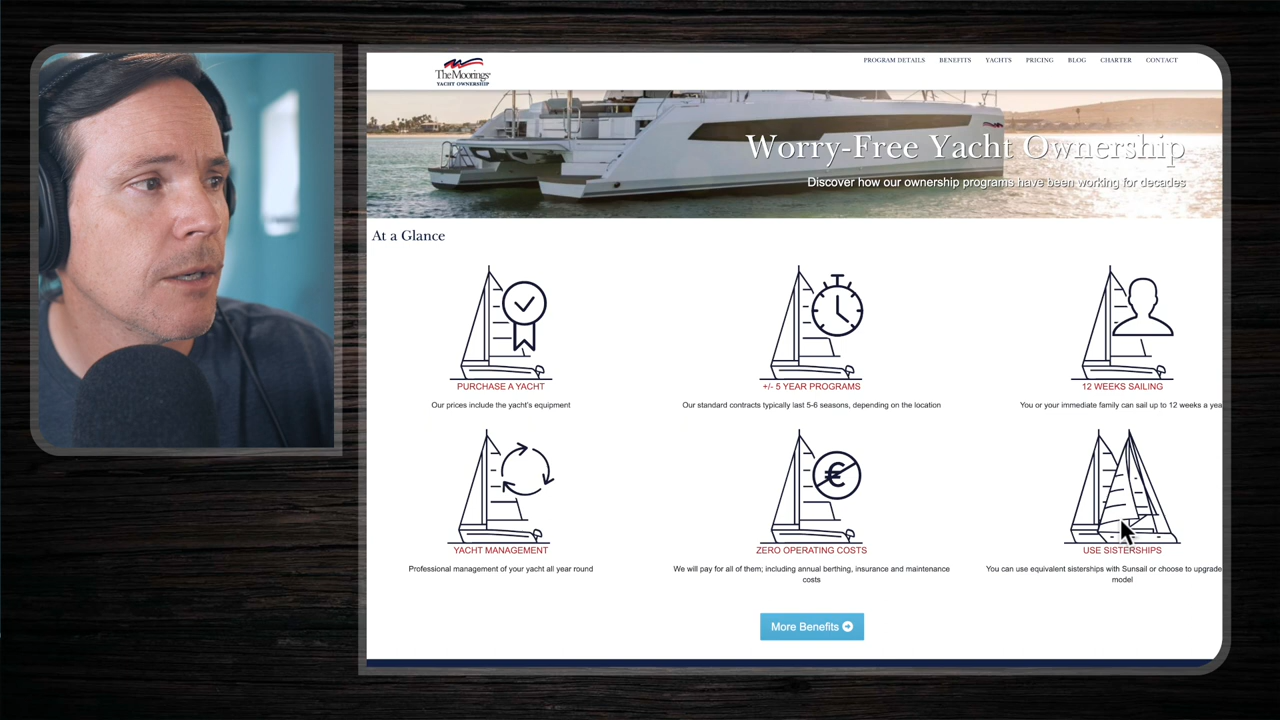 The Moorings
YACHT OWNERSHIP
PROGRAM DETAILS BENEFITS YACHTS PRICING BLOG CHARTER CONTACT
Worry-Free Yacht Ownership
Discover how our ownership programs have been working for decades
At a Glance
PURCHASE A YACHT
Our prices include the yacht's equipment
+/- 5 YEAR PROGRAMS
Our standard contracts typically last 5-6 seasons, depending on the location
12 WEEKS SAILING
You or your immediate family can sail up to 12 weeks a yea
YACHT MANAGEMENT
Professional management of your yacht all year round
ZERO OPERATING COSTS
We will pay for all of them; including annual berthing, insurance and maintenance
costs
USE SISTERSHIPS
You can use equivalent sisterships with Sunsail or choose to upgrade
model
More Benefits